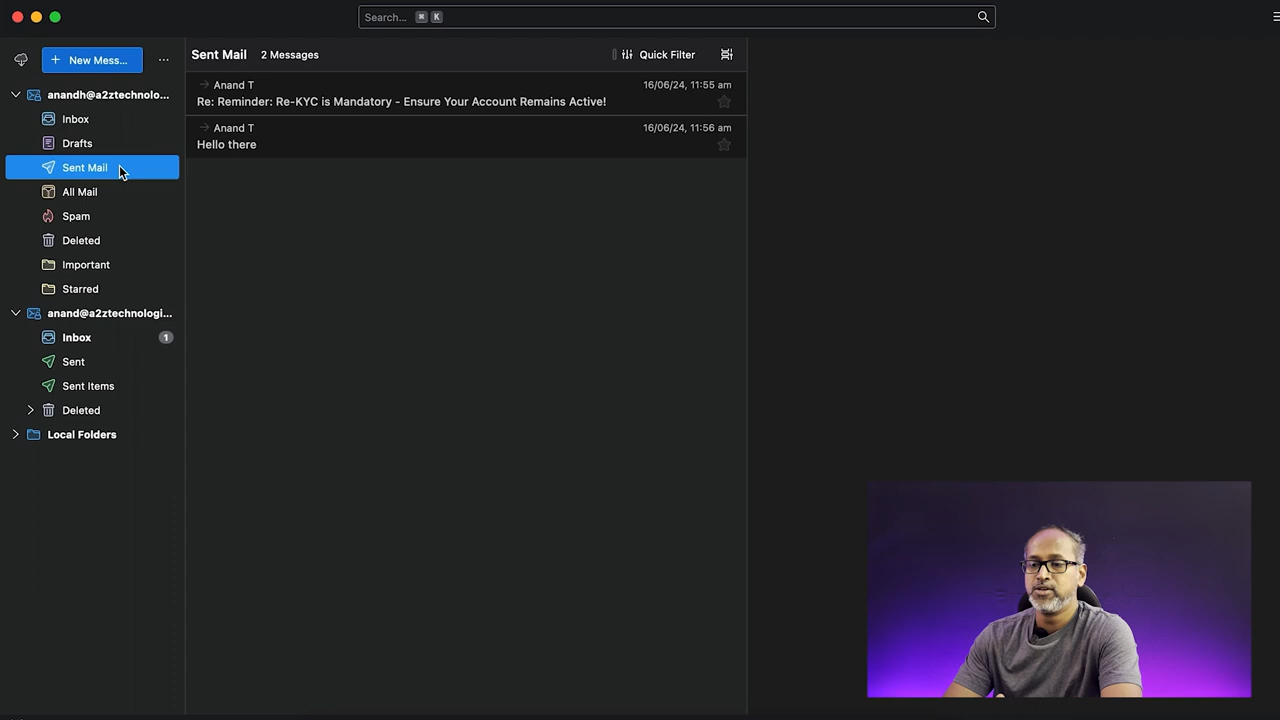 Search... ⌘ K
+ New Mess... ...
Sent Mail 2 Messages Quick Filter
anandh@a2ztechnolo...
Inbox
Drafts
Sent Mail
All Mail
Spam
Deleted
Important
Starred
anand@a2ztechnologi...
Inbox 1
Sent
Sent Items
Deleted
Local Folders
Anand T 16/06/24, 11:55 am
Re: Reminder: Re-KYC is Mandatory - Ensure Your Account Remains Active!
Anand T 16/06/24, 11:56 am
Hello there